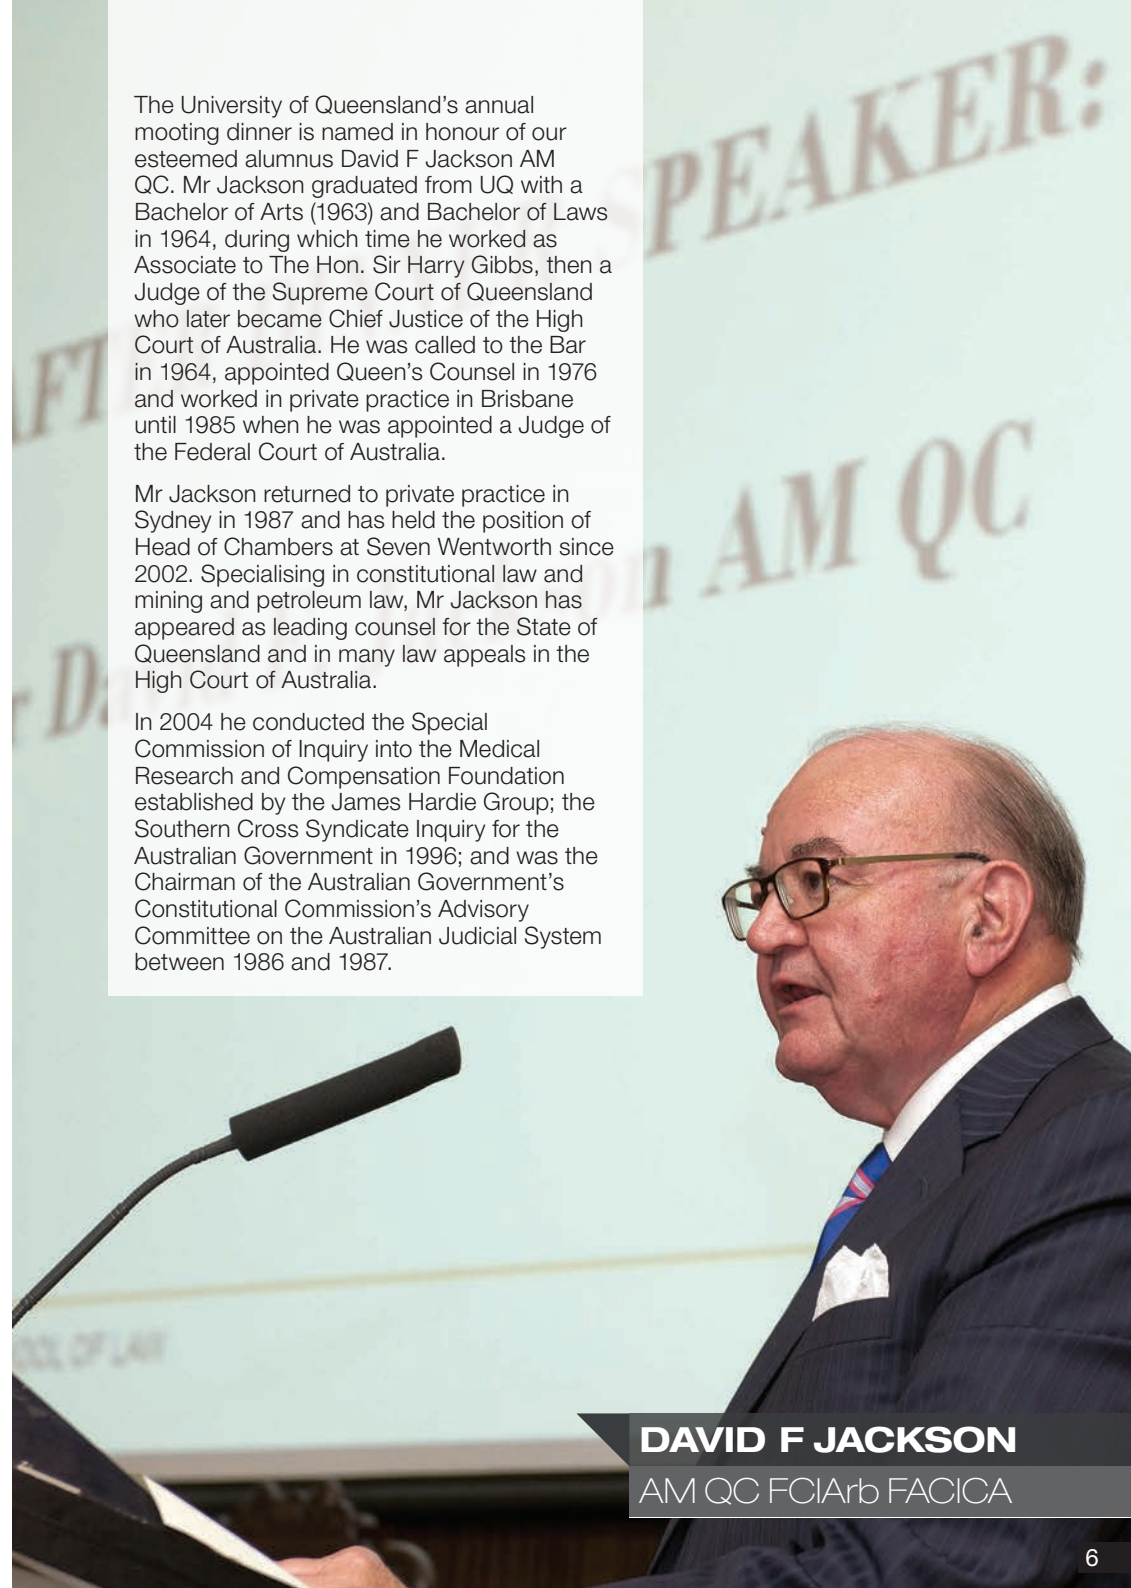 The University of Queensland's annual
mooting dinner is named in honour of our
esteemed alumnus David F Jackson AM
QC. Mr Jackson graduated from UQ with a
Bachelor of Arts (1963) and Bachelor of Laws
in 1964, during which time he worked as
Associate to The Hon. Sir Harry Gibbs, then a
Judge of the Supreme Court of Queensland
who later became Chief Justice of the High
Court of Australia. He was called to the Bar
in 1964, appointed Queen's Counsel in 1976
and worked in private practice in Brisbane
until 1985 when he was appointed a Judge of
the Federal Court of Australia.
Mr Jackson returned to private practice in
Sydney in 1987 and has held the position of
Head of Chambers at Seven Wentworth since
2002. Specialising in constitutional law and
mining and petroleum law, Mr Jackson has
appeared as leading counsel for the State of
Queensland and in many law appeals in the
High Court of Australia.
In 2004 he conducted the Special
Commission of Inquiry into the Medical
Research and Compensation Foundation
established by the James Hardie Group; the
Southern Cross Syndicate Inquiry for the
Australian Government in 1996; and was the
Chairman of the Australian Government's
Constitutional Commission's Advisory
Committee on the Australian Judicial System
between 1986 and 1987.
SPEAKER:
AM QC
OF LAW
DAVID F JACKSON
AM QC FCIArb FACICA
6